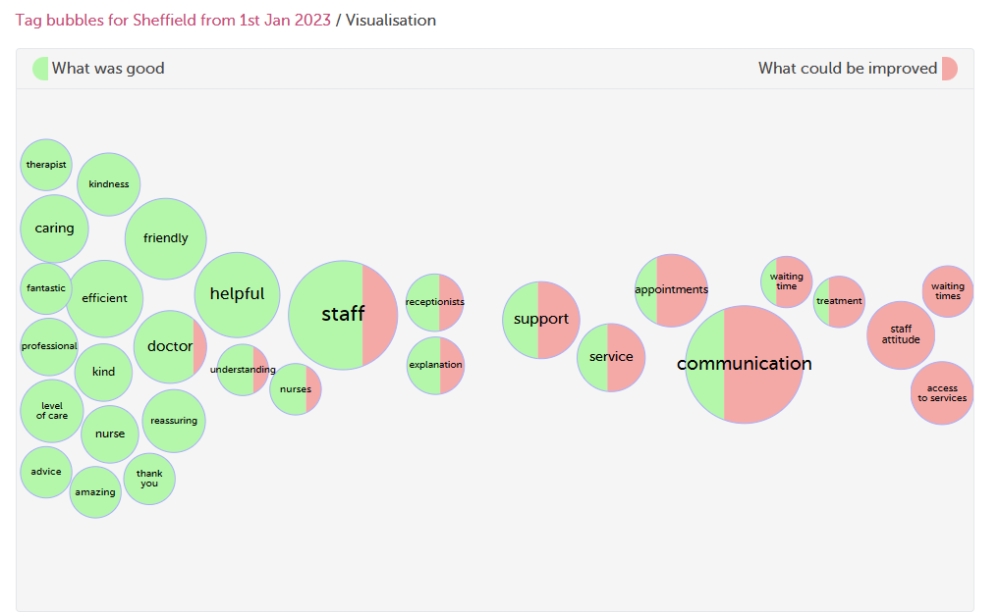 Tag bubbles for Sheffield from 1st Jan 2023 / Visualisation
What was good
What could be improved
therapist
kindness
caring
friendly
fantastic
efficient
helpful
professional
doctor
kind
understanding
nurses
level
of care
nurse
reassuring
advice
amazing
thank
you
staff
receptionists
explanation
support
service
appointments
communication
waiting
time
treatment
staff
attitude
waiting
times
access
to services